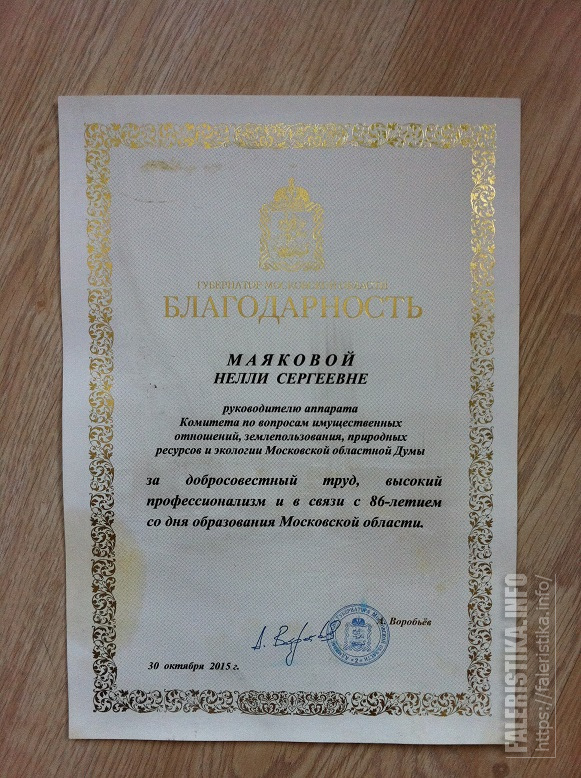 ГУБЕРНАТОР МОСКОВСКОЙ ОБЛАСТИ
БЛАГОДАРНОСТЬ
МАЯКОВОЙ
НЕЛЛИ СЕРГЕЕВНЕ
руководителю аппарата
Комитета по вопросам имущественных
отношений, землепользования, природных
ресурсов и экологии Московской областной Думы
за добросовестный труд, высокий
профессионализм и в связи с 86-летием
со дня образования Московской области.
А. Воробьёв
30 октября 2015 г.
FALERISTIKA.INFO
https://faleristika.info/